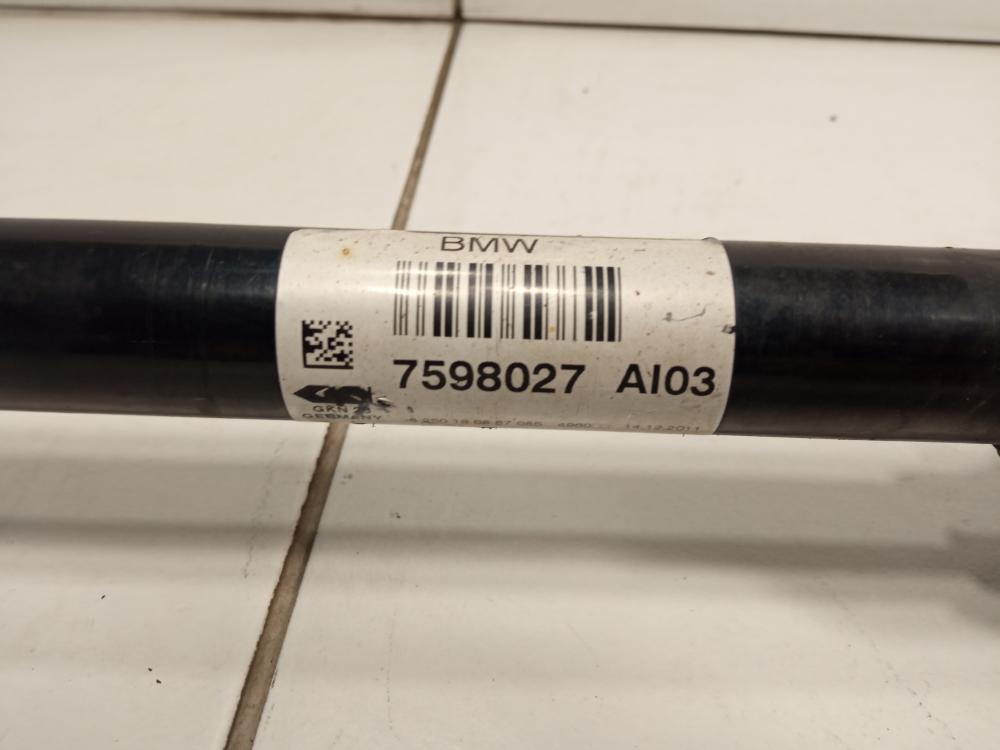 BMW
7598027 AI03
GKN
GERMANY 14.12.2011